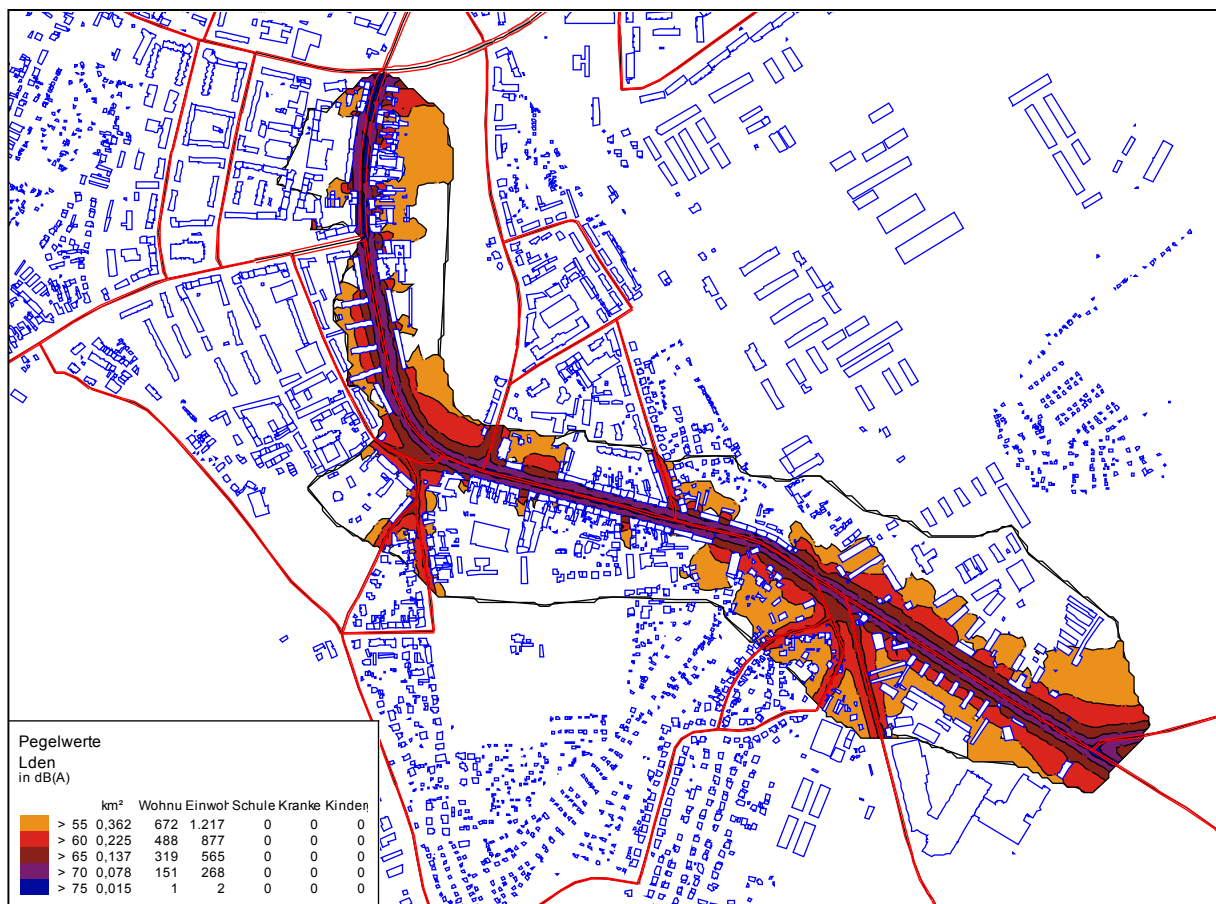 Pegelwerte
Lden
in dB(A)
km² Wohnu Einwoh Schule Kranke Kinder
> 55 0,362 672 1.217 0 0 0
> 60 0,225 488 877 0 0 0
> 65 0,137 319 565 0 0 0
> 70 0,078 151 268 0 0 0
> 75 0,015 1 2 0 0 0